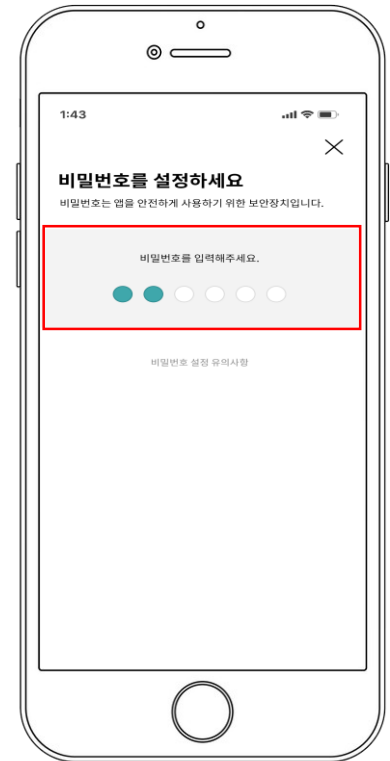 1:43
비밀번호를 설정하세요
비밀번호는 앱을 안전하게 사용하기 위한 보안장치입니다.
비밀번호를 입력해주세요.
비밀번호 설정 유의사항